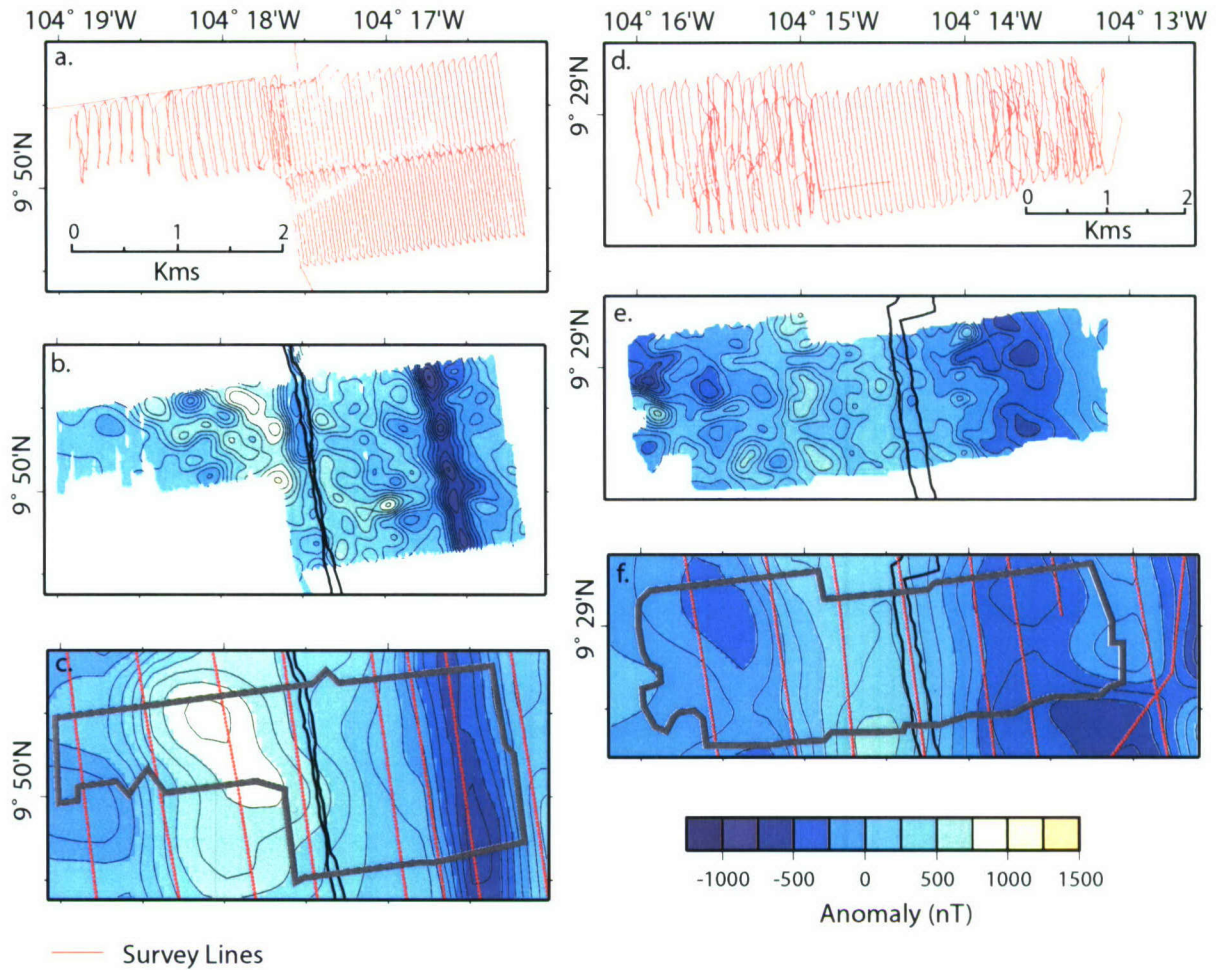 104° 19'W 104° 18'W 104° 17'W
104° 16'W 104° 15'W 104° 14'W 104° 13'W
a.
9° 50'N
0 1 2
Kms
d.
9° 29'N
0 1 2
Kms
b.
9° 50'N
e.
9° 29'N
c.
9° 50'N
f.
9° 29'N
-1000 -500 0 500 1000 1500
Anomaly (nT)
Survey Lines